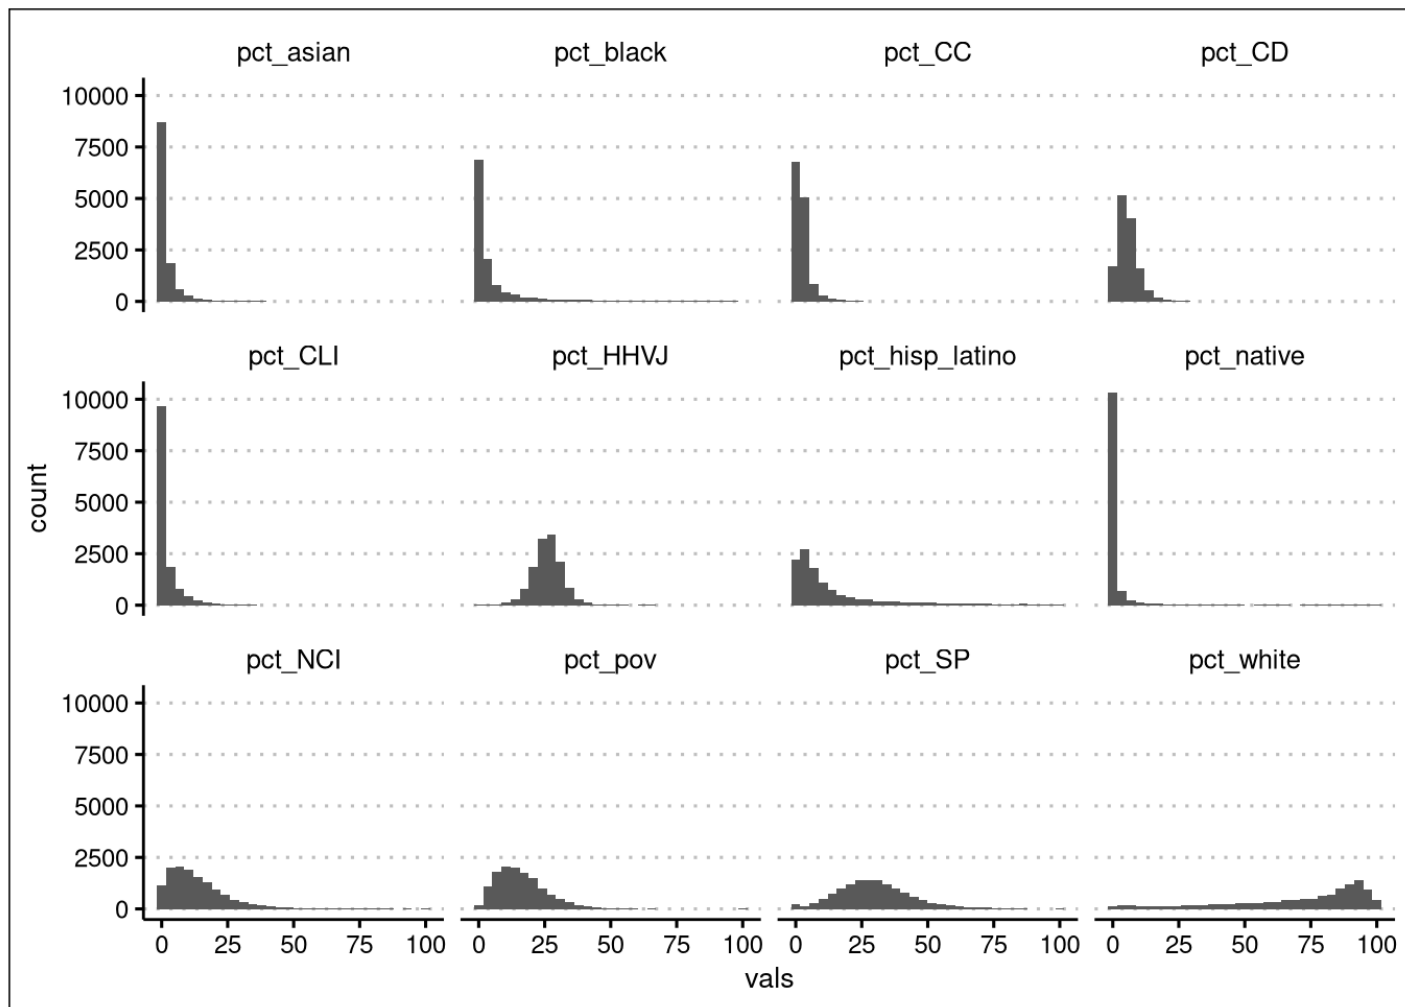 pct_asian pct_black pct_CC pct_CD
10000
7500
5000
2500
0
pct_CLI pct_HHVJ pct_hisp_latino pct_native
10000
7500
5000
2500
0
count
pct_NCI pct_pov pct_SP pct_white
10000
7500
5000
2500
0
0 25 50 75 100 0 25 50 75 100 0 25 50 75 100 0 25 50 75 100
vals